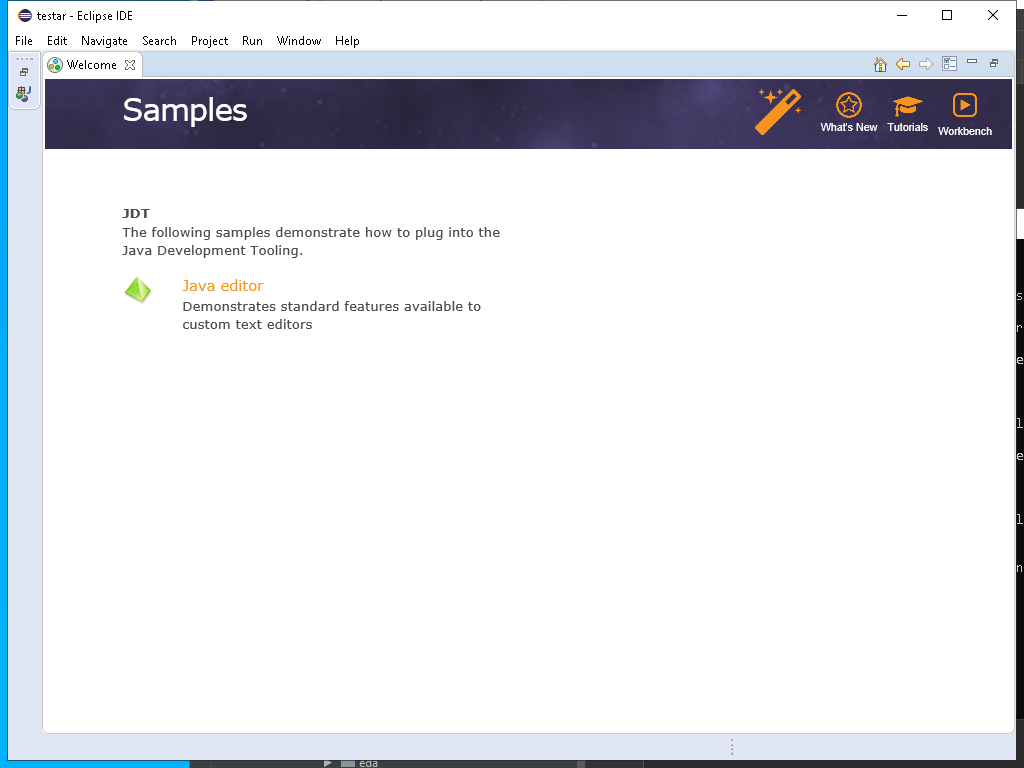 testar - Eclipse IDE
File Edit Navigate Search Project Run Window Help
Welcome
Samples
What's New
Tutorials
Workbench
JDT
The following samples demonstrate how to plug into the
Java Development Tooling.
Java editor
Demonstrates standard features available to
custom text editors
s
r
e
l
e
l
n
eda